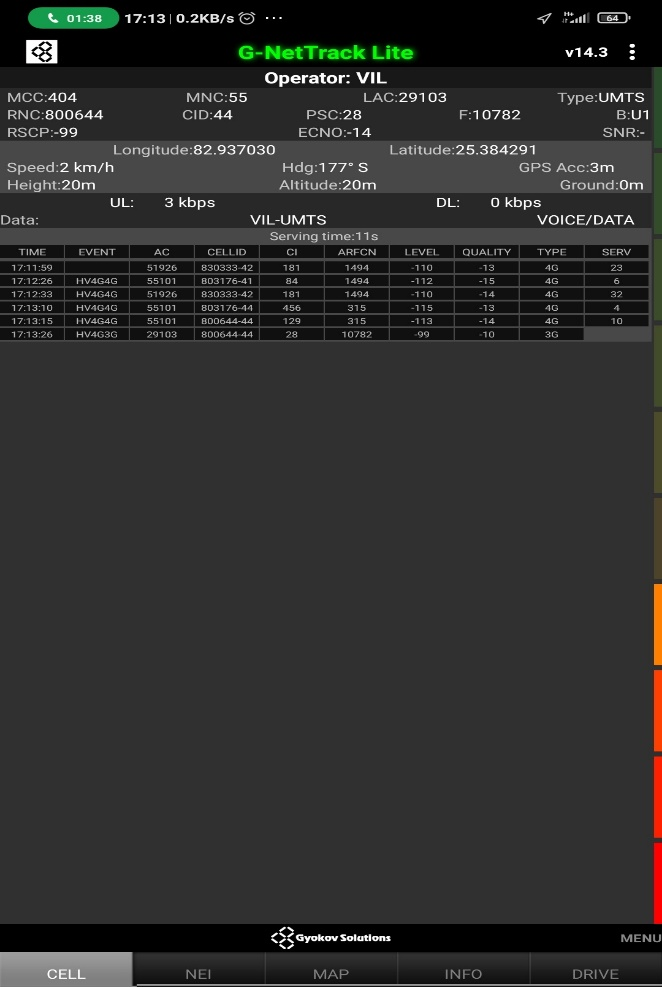 01:38 17:13 | 0.2KB/s ... H+ 64
G-NetTrack Lite v14.3
Operator: VIL
MCC:404 MNC:55 LAC:29103 Type:UMTS
RNC:800644 CID:44 PSC:28 F:10782 B:U1
RSCP:-99 ECNO:-14 SNR:-
Longitude:82.937030 Latitude:25.384291
Speed:2 km/h Hdg:177° S GPS Acc:3m
Height:20m Altitude:20m Ground:0m
UL: 3 kbps DL: 0 kbps
Data: VIL-UMTS VOICE/DATA
Serving time:11s
TIME EVENT AC CELLID CI ARFCN LEVEL QUALITY TYPE SERV
17:11:59 51926 830333-42 181 1494 -110 -13 4G 23
17:12:26 HV4G4G 55101 803176-41 84 1494 -112 -15 4G 6
17:12:33 HV4G4G 51926 830333-42 181 1494 -110 -14 4G 32
17:13:10 HV4G4G 55101 803176-44 456 315 -115 -13 4G 4
17:13:15 HV4G4G 55101 800644-44 129 315 -113 -14 4G 10
17:13:26 HV4G3G 29103 800644-44 28 10782 -99 -10 3G
Gyokov Solutions MENU
CELL NEI MAP INFO DRIVE